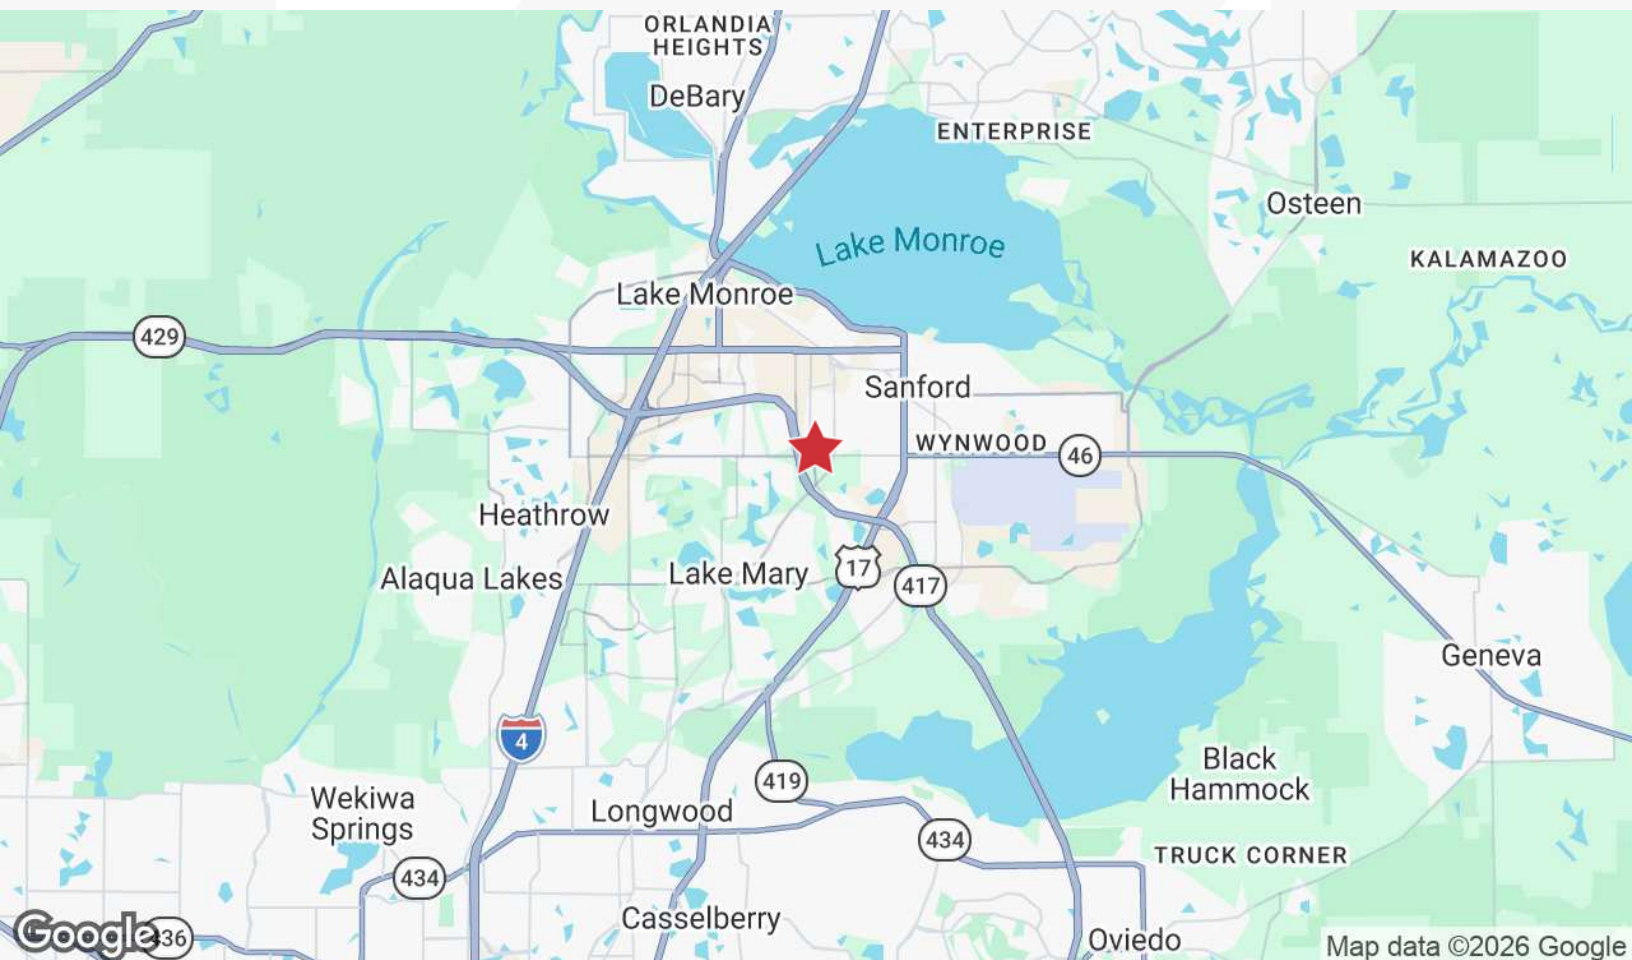 ORLANDIA
HEIGHTS
DeBary
ENTERPRISE
Osteen
Lake Monroe
KALAMAZOO
Lake Monroe
429
Sanford
WYNWOOD
46
Heathrow
Alaqua Lakes
Lake Mary
17
417
Geneva
4
Black
Hammock
419
Wekiwa
Springs
Longwood
434
TRUCK CORNER
434
Casselberry
Oviedo
Google
436
Map data ©2026 Google